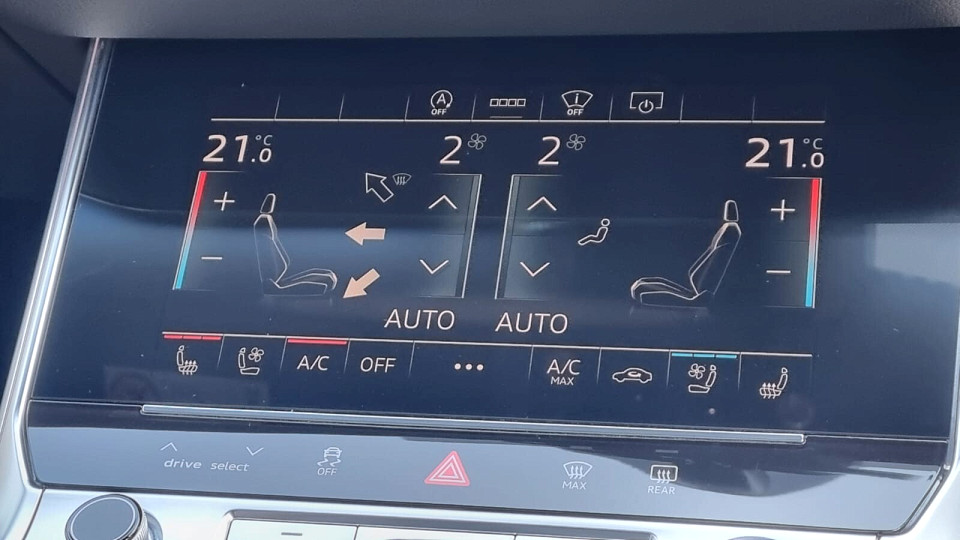 A
OFF
i
OFF
21.0 °C
2
2
21.0 °C
+
+
−
−
AUTO
AUTO
A/C
OFF
•••
A/C
MAX
drive select
OFF
MAX
REAR